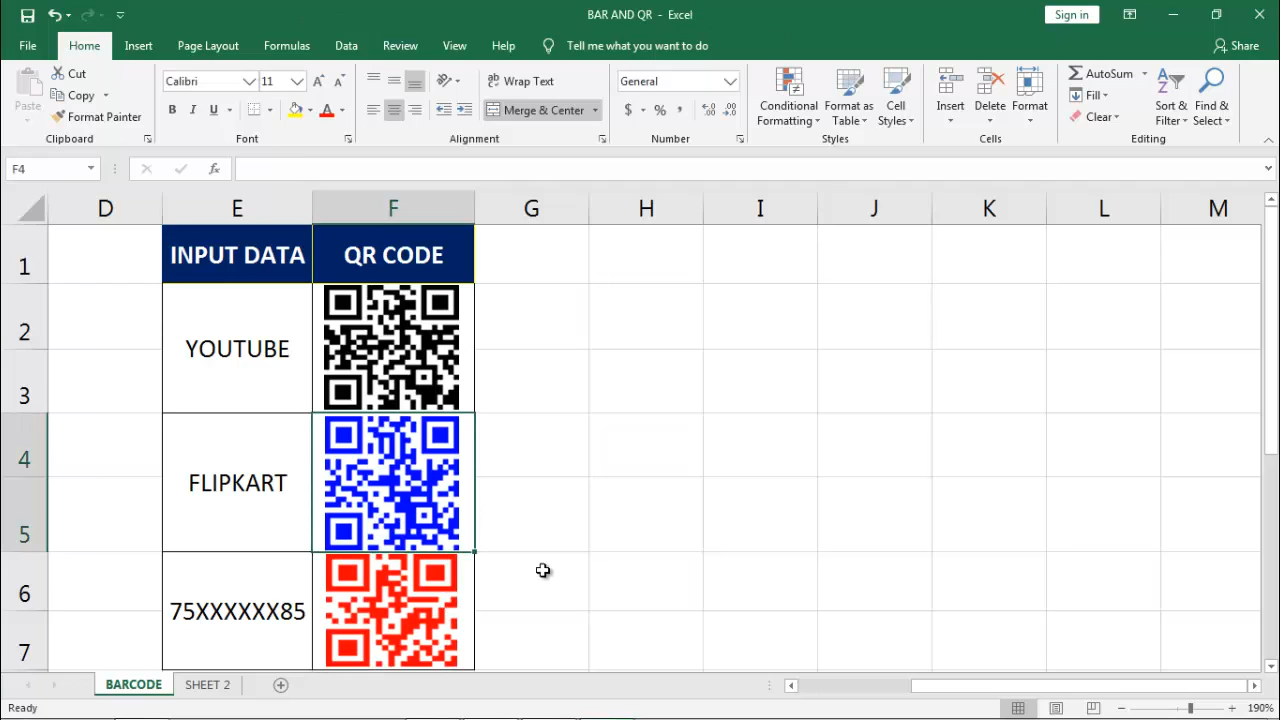 BAR AND QR - Excel
Sign in
File Home Insert Page Layout Formulas Data Review View Help Tell me what you want to do Share
Paste Cut Copy Format Painter Clipboard
Calibri 11 B I U A Font
Wrap Text Merge & Center Alignment
General $ % , Number
Conditional Formatting Format as Table Cell Styles Styles
Insert Delete Format Cells
AutoSum Fill Clear Sort & Filter Find & Select Editing
F4 fx
D E F G H I J K L M
1 INPUT DATA QR CODE
2
YOUTUBE
3
4
FLIPKART
5
6
75XXXXXX85
7
BARCODE SHEET 2
Ready 190%